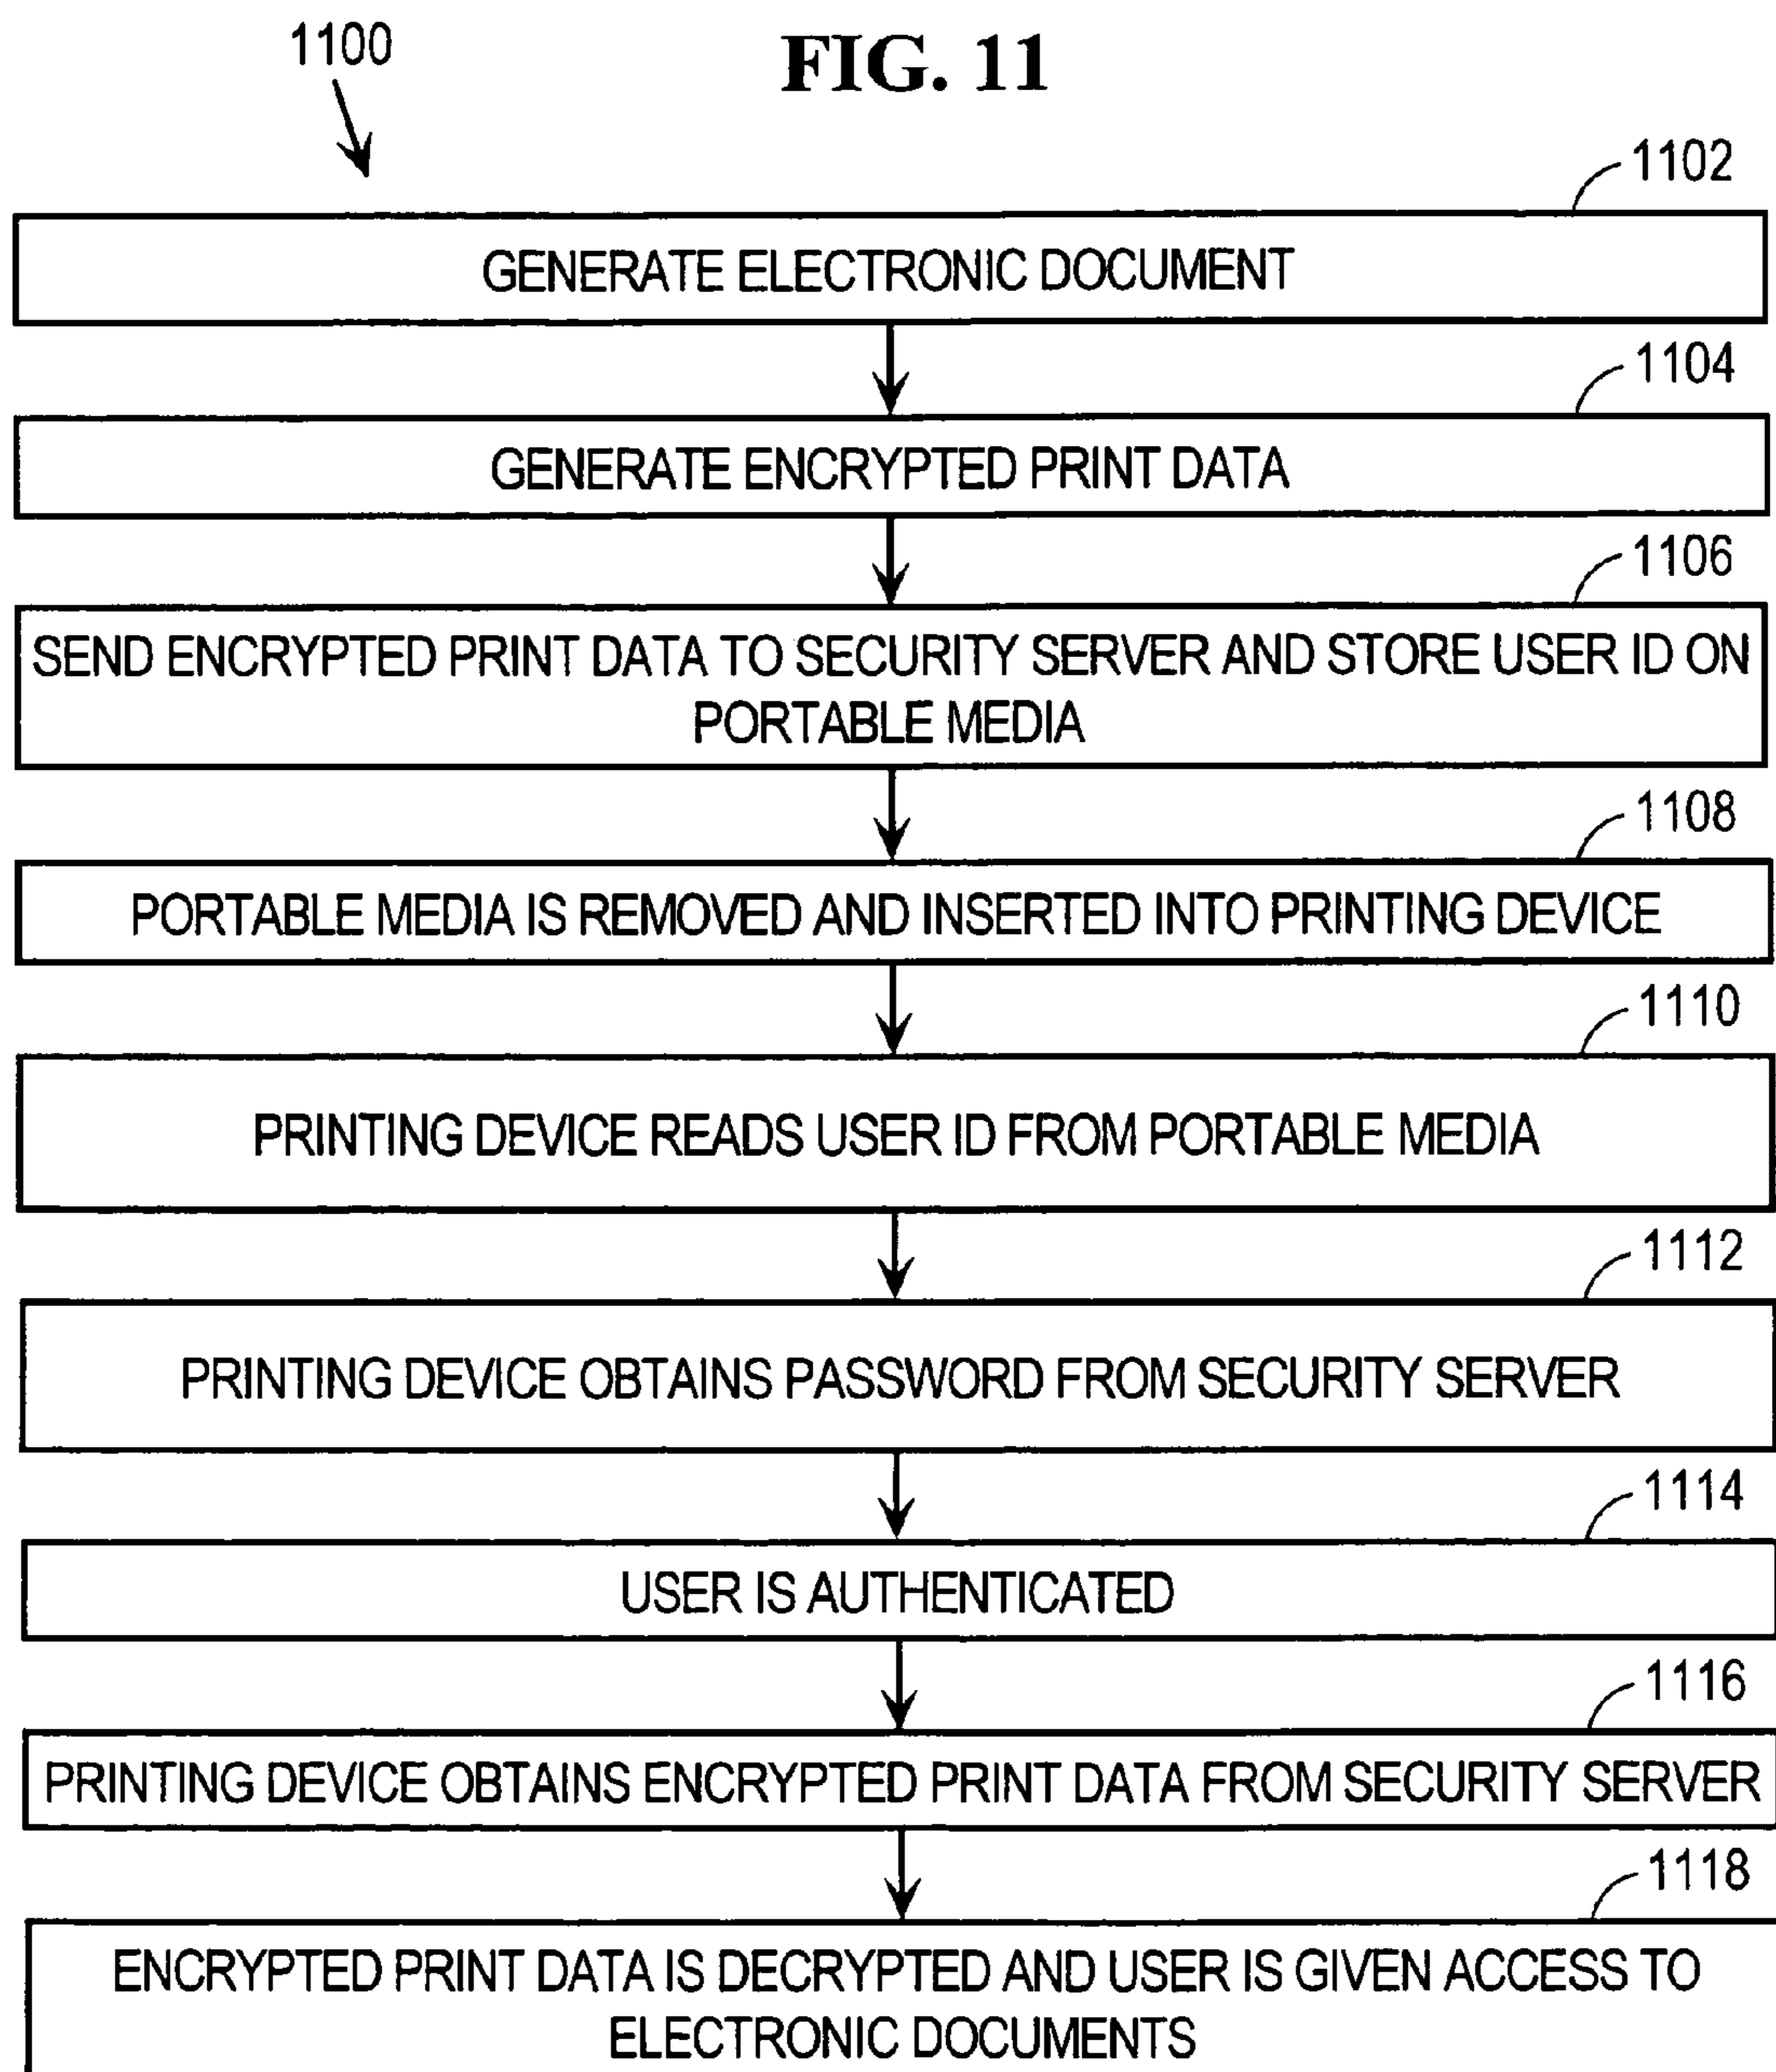 1100
FIG. 11
1102
GENERATE ELECTRONIC DOCUMENT
1104
GENERATE ENCRYPTED PRINT DATA
1106
SEND ENCRYPTED PRINT DATA TO SECURITY SERVER AND STORE USER ID ON
PORTABLE MEDIA
1108
PORTABLE MEDIA IS REMOVED AND INSERTED INTO PRINTING DEVICE
1110
PRINTING DEVICE READS USER ID FROM PORTABLE MEDIA
1112
PRINTING DEVICE OBTAINS PASSWORD FROM SECURITY SERVER
1114
USER IS AUTHENTICATED
1116
PRINTING DEVICE OBTAINS ENCRYPTED PRINT DATA FROM SECURITY SERVER
1118
ENCRYPTED PRINT DATA IS DECRYPTED AND USER IS GIVEN ACCESS TO
ELECTRONIC DOCUMENTS